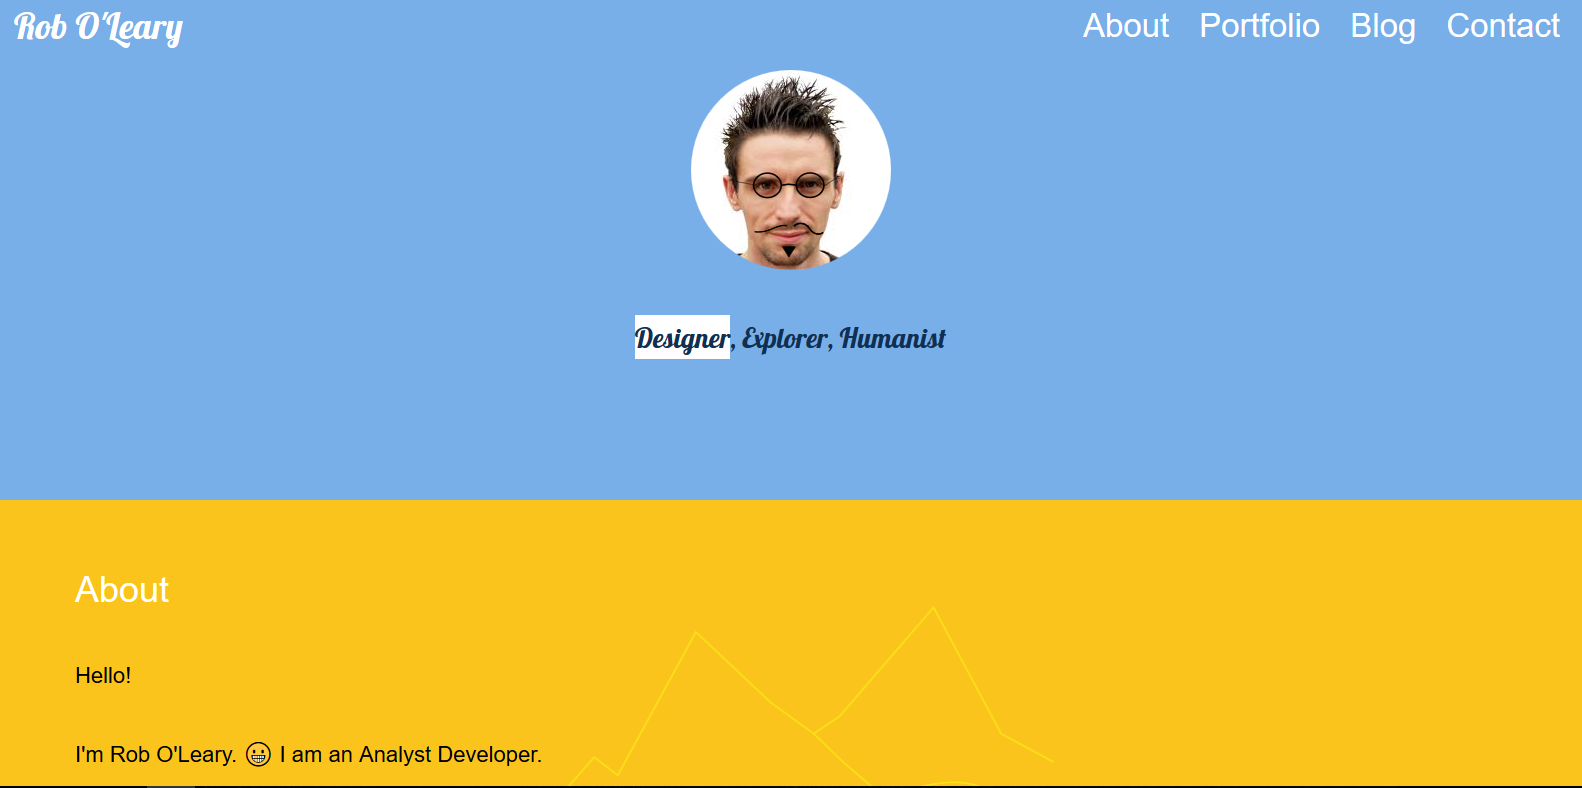 Rob O'Leary
About Portfolio Blog Contact
Designer, Explorer, Humanist
About
Hello!
I'm Rob O'Leary. 😀 I am an Analyst Developer.